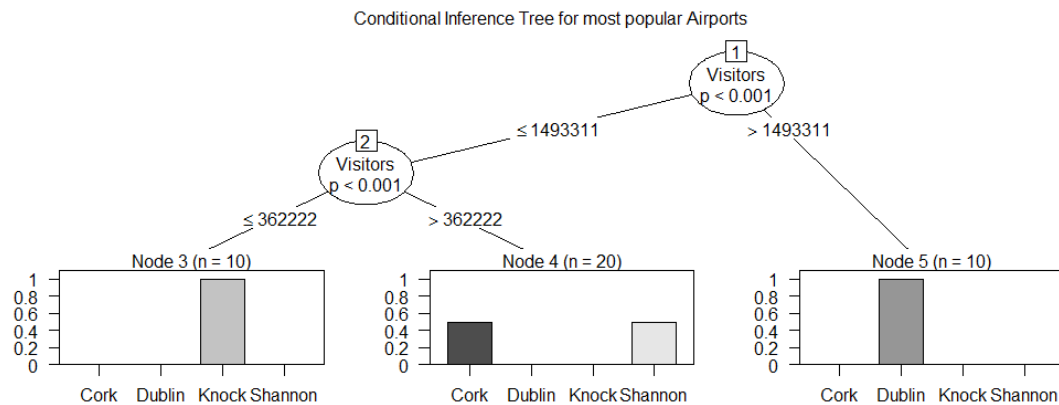 Conditional Inference Tree for most popular Airports
1
Visitors
p < 0.001
≤ 1493311
> 1493311
2
Visitors
p < 0.001
≤ 362222
> 362222
Node 3 (n = 10)
1
0.8
0.6
0.4
0.2
0
Cork Dublin Knock Shannon
Node 4 (n = 20)
1
0.8
0.6
0.4
0.2
0
Cork Dublin Knock Shannon
Node 5 (n = 10)
1
0.8
0.6
0.4
0.2
0
Cork Dublin Knock Shannon